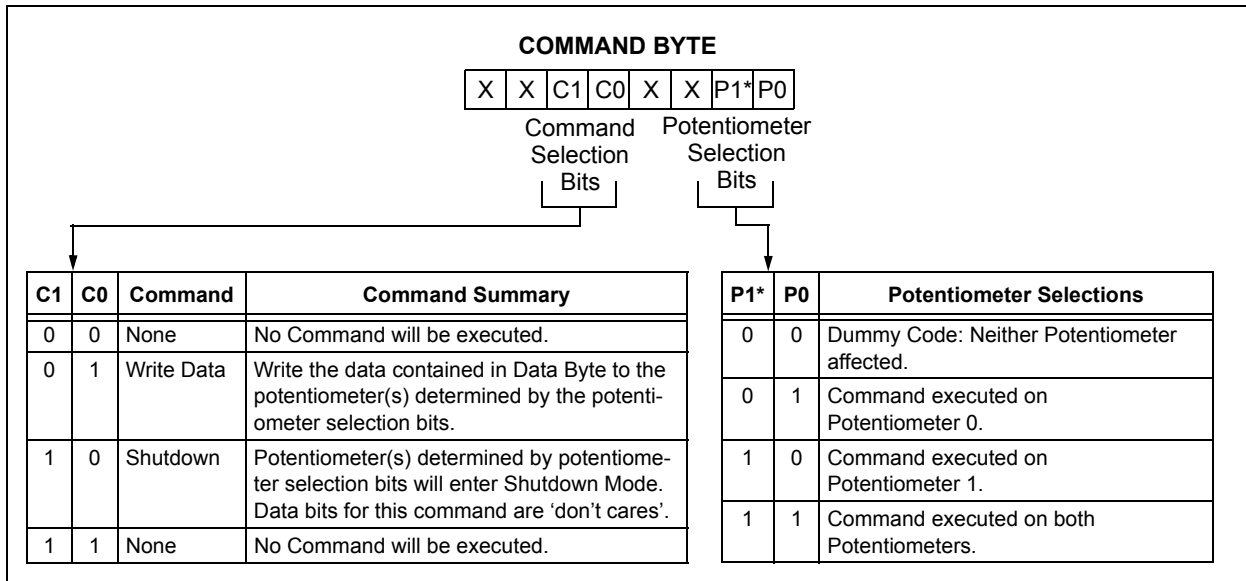 COMMAND BYTE
X X C1 C0 X X P1* P0
Command Selection Bits
Potentiometer Selection Bits
C1 C0 Command Command Summary
0 0 None No Command will be executed.
0 1 Write Data Write the data contained in Data Byte to the
potentiometer(s) determined by the potenti-
ometer selection bits.
1 0 Shutdown Potentiometer(s) determined by potentiome-
ter selection bits will enter Shutdown Mode.
Data bits for this command are ‘don’t cares’.
1 1 None No Command will be executed.
P1* P0 Potentiometer Selections
0 0 Dummy Code: Neither Potentiometer
affected.
0 1 Command executed on
Potentiometer 0.
1 0 Command executed on
Potentiometer 1.
1 1 Command executed on both
Potentiometers.